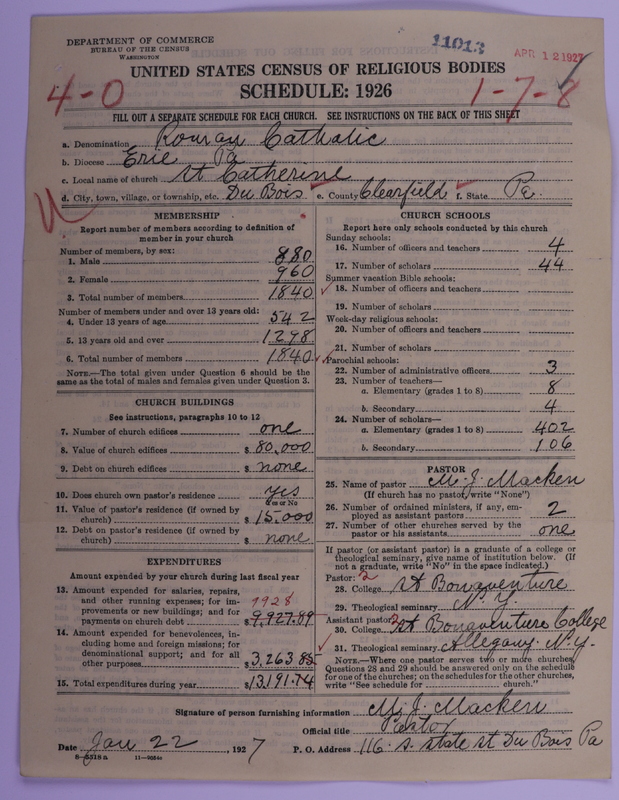 DEPARTMENT OF COMMERCE
BUREAU OF THE CENSUS
WASHINGTON
11013
APR 12 1927
UNITED STATES CENSUS OF RELIGIOUS BODIES
SCHEDULE: 1926
4-0
1-7-8
FILL OUT A SEPARATE SCHEDULE FOR EACH CHURCH. SEE INSTRUCTIONS ON THE BACK OF THIS SHEET
a. Denomination Roman Catholic
b. Diocese Erie Pa
c. Local name of church St Catherine
d. City, town, village, or township, etc. Du Bois e. County Clearfield f. State Pa.
MEMBERSHIP
Report number of members according to definition of
member in your church
Number of members, by sex:
1. Male 880
2. Female 960
3. Total number of members 1840
Number of members under and over 13 years old:
4. Under 13 years of age 542
5. 13 years old and over 1298
6. Total number of members 1840
NOTE.—The total given under Question 6 should be
same as the total of males and females given under Question 3.
CHURCH BUILDINGS
See instructions, paragraphs 10 to 12
7. Number of church edifices one
8. Value of church edifices $ 80,000
9. Debt on church edifices $ none
10. Does church own pastor's residence yes
Yes or No
11. Value of pastor's residence (if owned by
church) $ 15,000
12. Debt on pastor's residence (if owned by
church) $ none
EXPENDITURES
Amount expended by your church during last fiscal year
13. Amount expended for salaries, repairs,
and other running expenses; for im-
provements or new buildings; and for
payments on church debt 9928 $ 9,927.89
14. Amount expended for benevolences, in-
cluding home and foreign missions; for
denominational support; and for all
other purposes $ 3,263.85
15. Total expenditures during year $ 13,191.74
CHURCH SCHOOLS
Report here only schools conducted by this church
Sunday schools:
16. Number of officers and teachers 4
17. Number of scholars 44
Summer vacation Bible schools:
18. Number of officers and teachers
19. Number of scholars
Week-day religious schools:
20. Number of officers and teachers
21. Number of scholars
Parochial schools:
22. Number of administrative officers 3
23. Number of teachers—
a. Elementary (grades 1 to 8) 8
b. Secondary 4
24. Number of scholars—
a. Elementary (grades 1 to 8) 402
b. Secondary 106
PASTOR
25. Name of pastor M. J. Macken
(If church has no pastor, write "None")
26. Number of ordained ministers, if any, em-
ployed as assistant pastors 2
27. Number of other churches served by the
pastor or his assistants one
If pastor (or assistant pastor) is a graduate of a college or
theological seminary, give name of institution below. (If
not a graduate, write "No" in the space indicated.)
Pastor: 2
28. College St Bonaventure
29. Theological seminary N. Y.
Assistant pastor: 2
30. College St Bonaventure College
31. Theological seminary Allegany N.Y.
NOTE.—Where one pastor serves two or more churches,
Questions 28 and 29 should be answered only on the schedule
for one of the churches; on the schedules for the other churches,
write "See schedule for church."
Signature of person furnishing information M. J. Macken
Official title Pastor
Date Jan 22, 1927 P. O. Address 116 S. State St Du Bois Pa